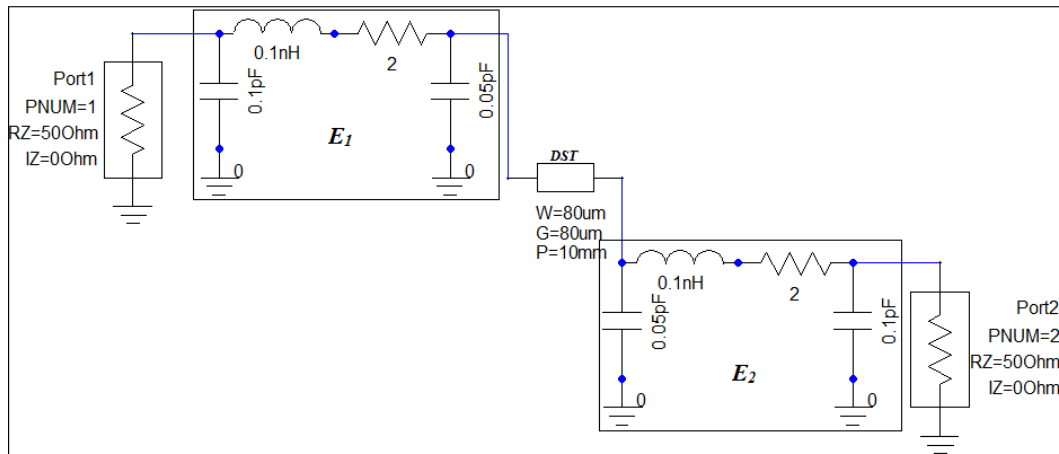 Port1
PNUM=1
RZ=50Ohm
IZ=0Ohm
0.1nH
2
0.1pF
0.05pF
E1
0
0
DST
W=80um
G=80um
P=10mm
0.1nH
2
0.05pF
0.1pF
E2
0
0
Port2
PNUM=2
RZ=50Ohm
IZ=0Ohm